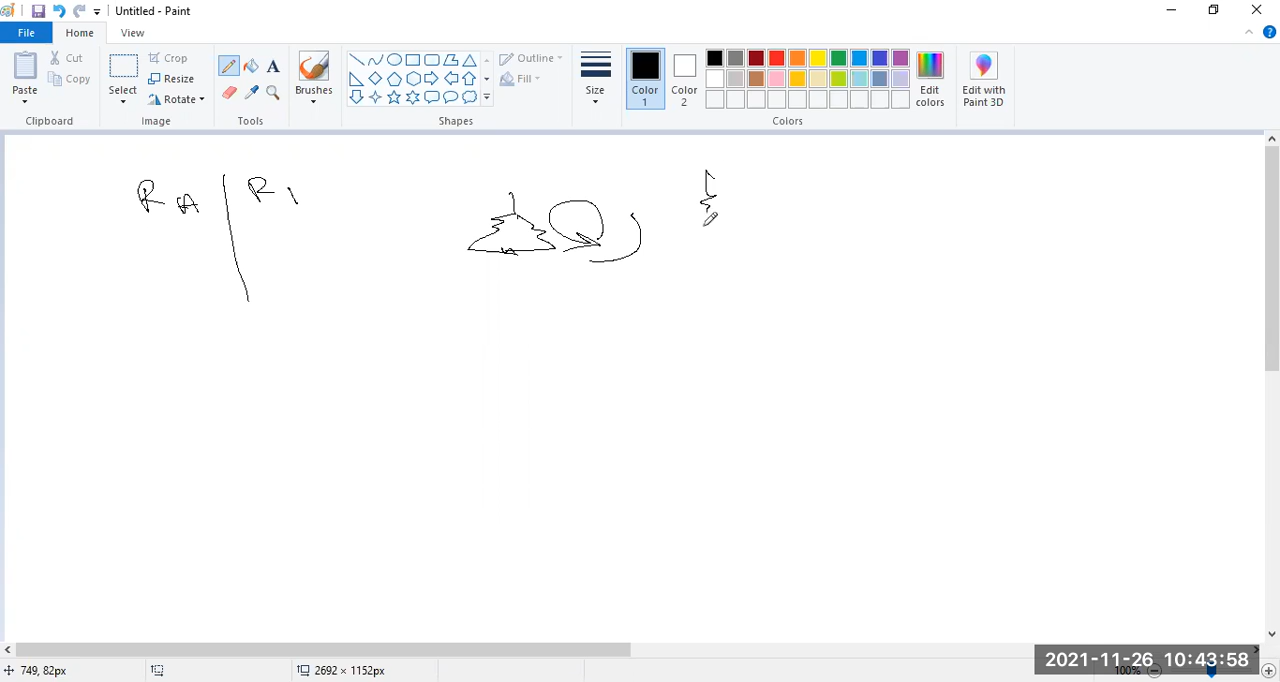 Untitled - Paint
File Home View
Paste Select Crop Resize Rotate Brushes Outline Fill Size Color 1 Color 2 Edit colors Edit with Paint 3D
Cut
Copy
Clipboard Image Tools Shapes Colors
R A R 1
749, 82px 2692 × 1152px 100%
2021-11-26 10:43:58